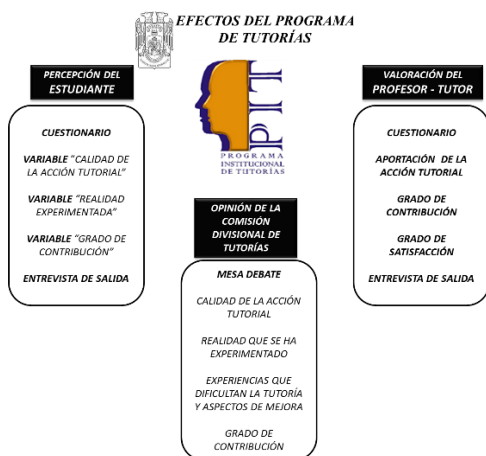 EFECTOS DEL PROGRAMA
DE TUTORÍAS
PERCEPCIÓN DEL
ESTUDIANTE
CUESTIONARIO
VARIABLE "CALIDAD DE
LA ACCIÓN TUTORIAL"
VARIABLE "REALIDAD
EXPERIMENTADA"
VARIABLE "GRADO DE
CONTRIBUCIÓN"
ENTREVISTA DE SALIDA
PIT
PROGRAMA
INSTITUCIONAL
DE TUTORÍAS
OPINIÓN DE LA
COMISIÓN
DIVISIONAL DE
TUTORÍAS
MESA DEBATE
CALIDAD DE LA ACCIÓN
TUTORIAL
REALIDAD QUE SE HA
EXPERIMENTADO
EXPERIENCIAS QUE
DIFICULTAN LA TUTORÍA
Y ASPECTOS DE MEJORA
GRADO DE
CONTRIBUCIÓN
VALORACIÓN DEL
PROFESOR - TUTOR
CUESTIONARIO
APORTACIÓN DE LA
ACCIÓN TUTORIAL
GRADO DE
CONTRIBUCIÓN
GRADO DE
SATISFACCIÓN
ENTREVISTA DE SALIDA